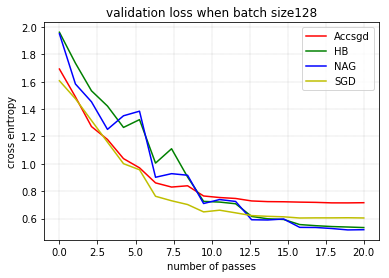 validation loss when batch size128
Accsgd
HB
NAG
SGD
cross enrtropy
2.0
1.8
1.6
1.4
1.2
1.0
0.8
0.6
0.0 2.5 5.0 7.5 10.0 12.5 15.0 17.5 20.0
number of passes